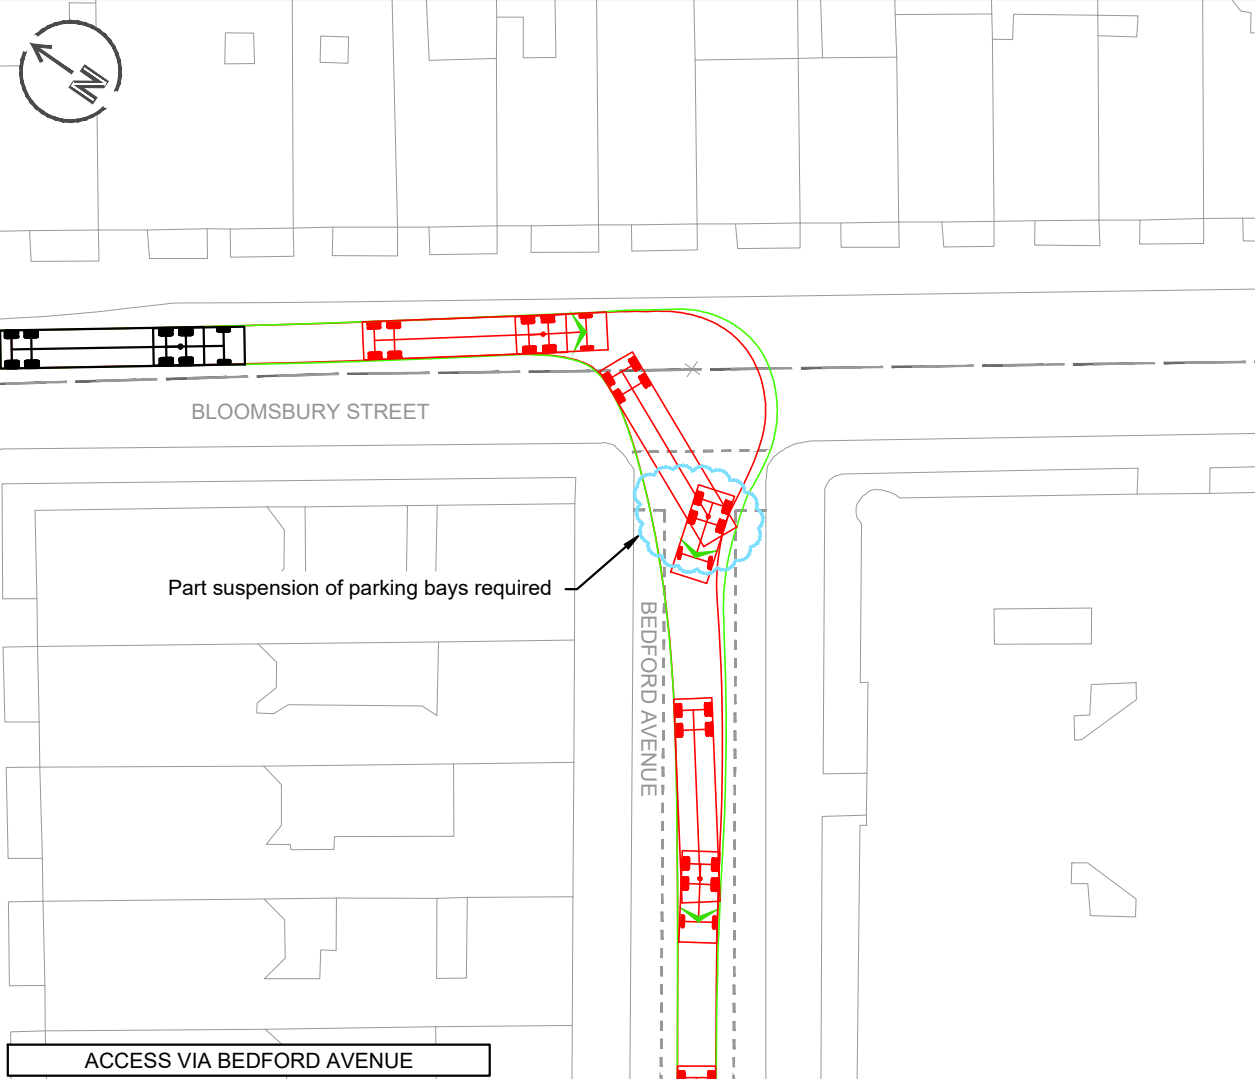 N
BLOOMSBURY STREET
Part suspension of parking bays required
BEDFORD AVENUE
ACCESS VIA BEDFORD AVENUE